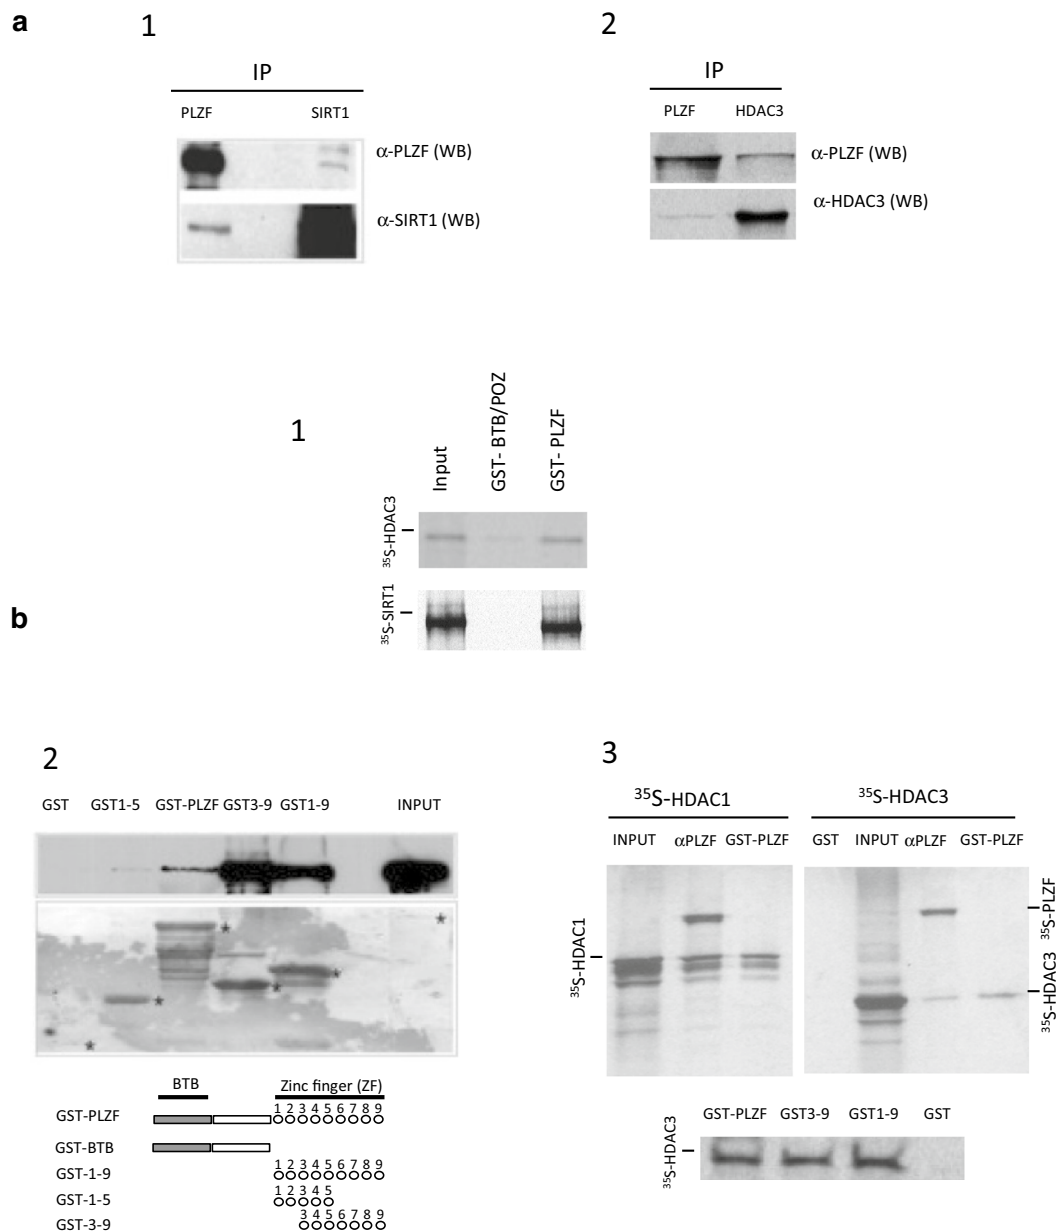 a
1
IP
PLZF SIRT1
α-PLZF (WB)
α-SIRT1 (WB)
2
IP
PLZF HDAC3
α-PLZF (WB)
α-HDAC3 (WB)
b
1
Input
GST- BTB/POZ
GST- PLZF
³⁵S-HDAC3
³⁵S-SIRT1
2
GST GST1-5 GST-PLZF GST3-9 GST1-9 INPUT
*
*
*
*
*
*
BTB Zinc finger (ZF)
1 2 3 4 5 6 7 8 9
GST-PLZF
GST-BTB
1 2 3 4 5 6 7 8 9
GST-1-9
1 2 3 4 5
GST-1-5
3 4 5 6 7 8 9
GST-3-9
3
³⁵S-HDAC1
INPUT αPLZF GST-PLZF
³⁵S-HDAC1
³⁵S-HDAC3
GST INPUT αPLZF GST-PLZF
³⁵S-PLZF
³⁵S-HDAC3
GST-PLZF GST3-9 GST1-9 GST
³⁵S-HDAC3